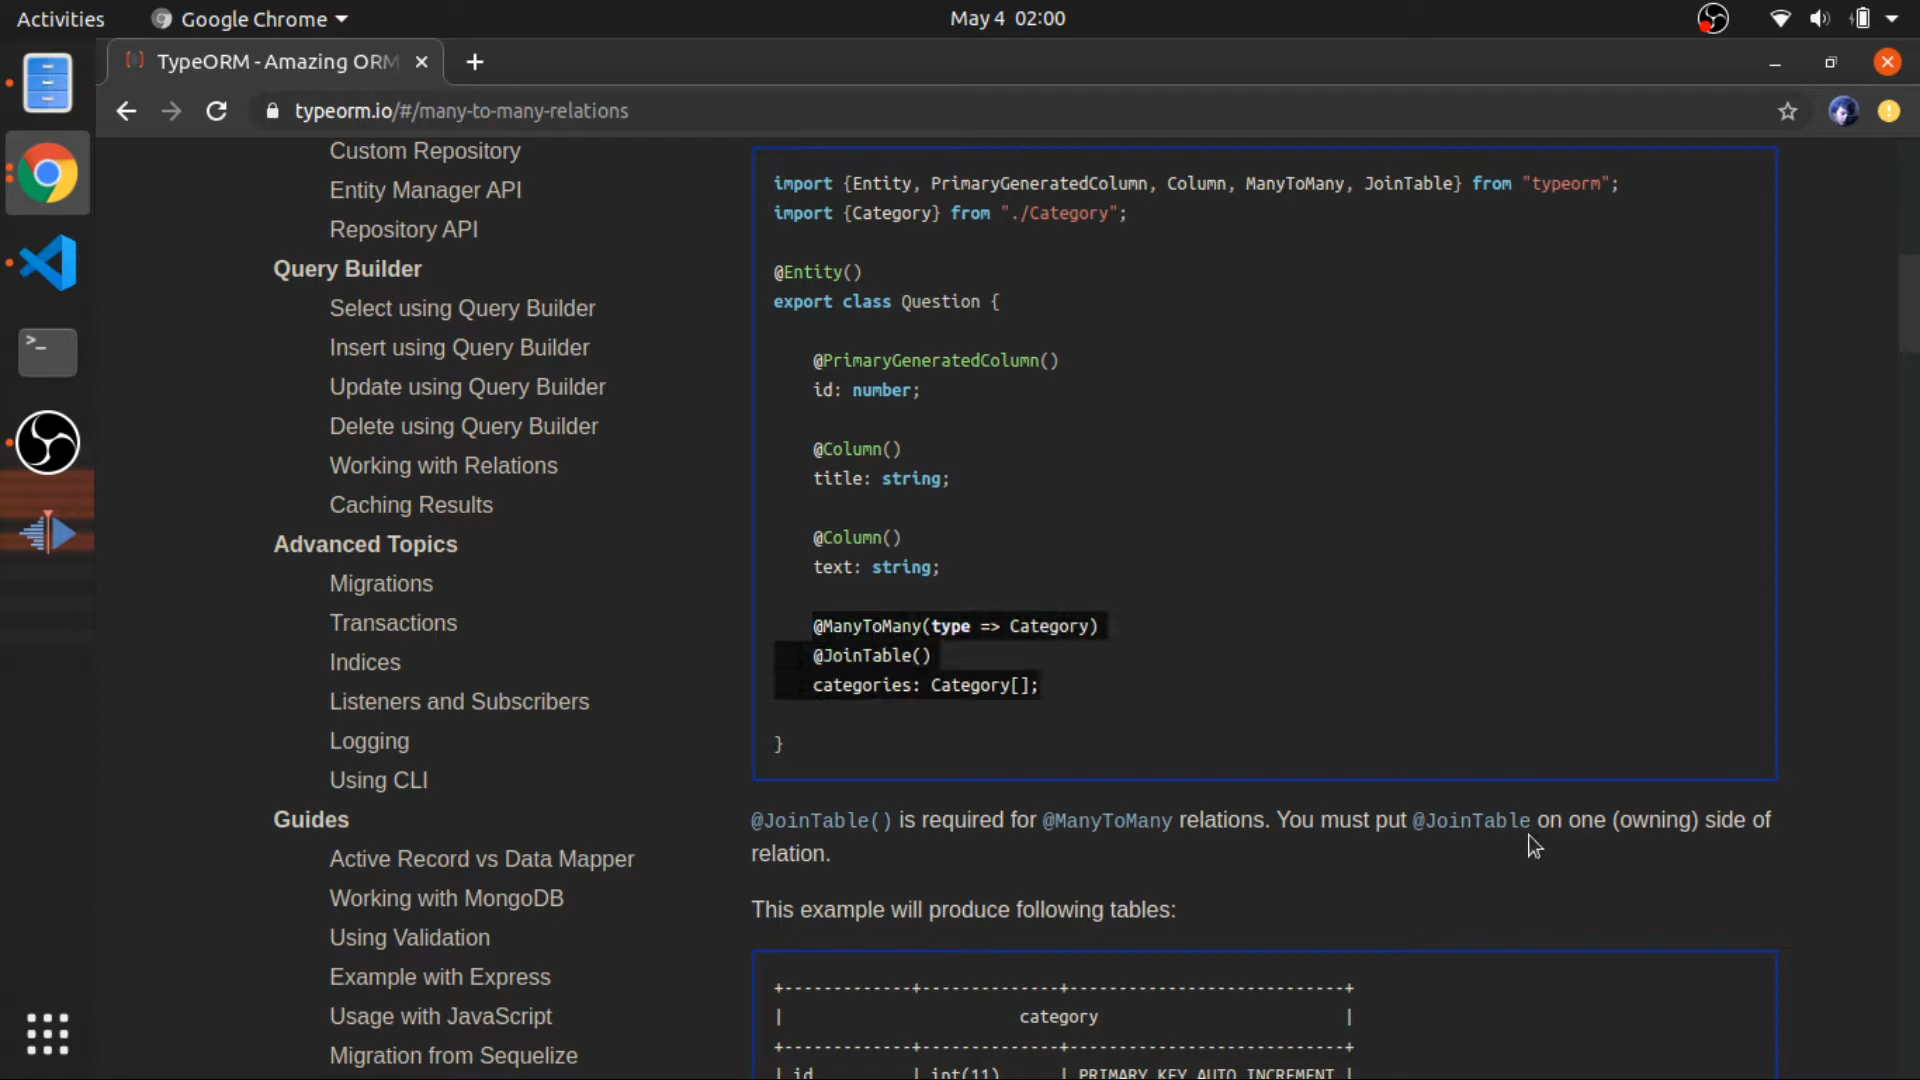 Activities
Google Chrome
May 4 02:00
TypeORM - Amazing ORM
typeorm.io/#/many-to-many-relations
Custom Repository
Entity Manager API
Repository API
Query Builder
Select using Query Builder
Insert using Query Builder
Update using Query Builder
Delete using Query Builder
Working with Relations
Caching Results
Advanced Topics
Migrations
Transactions
Indices
Listeners and Subscribers
Logging
Using CLI
Guides
Active Record vs Data Mapper
Working with MongoDB
Using Validation
Example with Express
Usage with JavaScript
Migration from Sequelize
import {Entity, PrimaryGeneratedColumn, Column, ManyToMany, JoinTable} from "typeorm";
import {Category} from "./Category";
@Entity()
export class Question {
@PrimaryGeneratedColumn()
id: number;
@Column()
title: string;
@Column()
text: string;
@ManyToMany(type => Category)
@JoinTable()
categories: Category[];
}
@JoinTable() is required for @ManyToMany relations. You must put @JoinTable on one (owning) side of
relation.
This example will produce following tables:
+-------------+--------------+----------------------------+
|                        category                         |
+-------------+--------------+----------------------------+
| id          | int(11)      | PRIMARY KEY AUTO_INCREMENT |